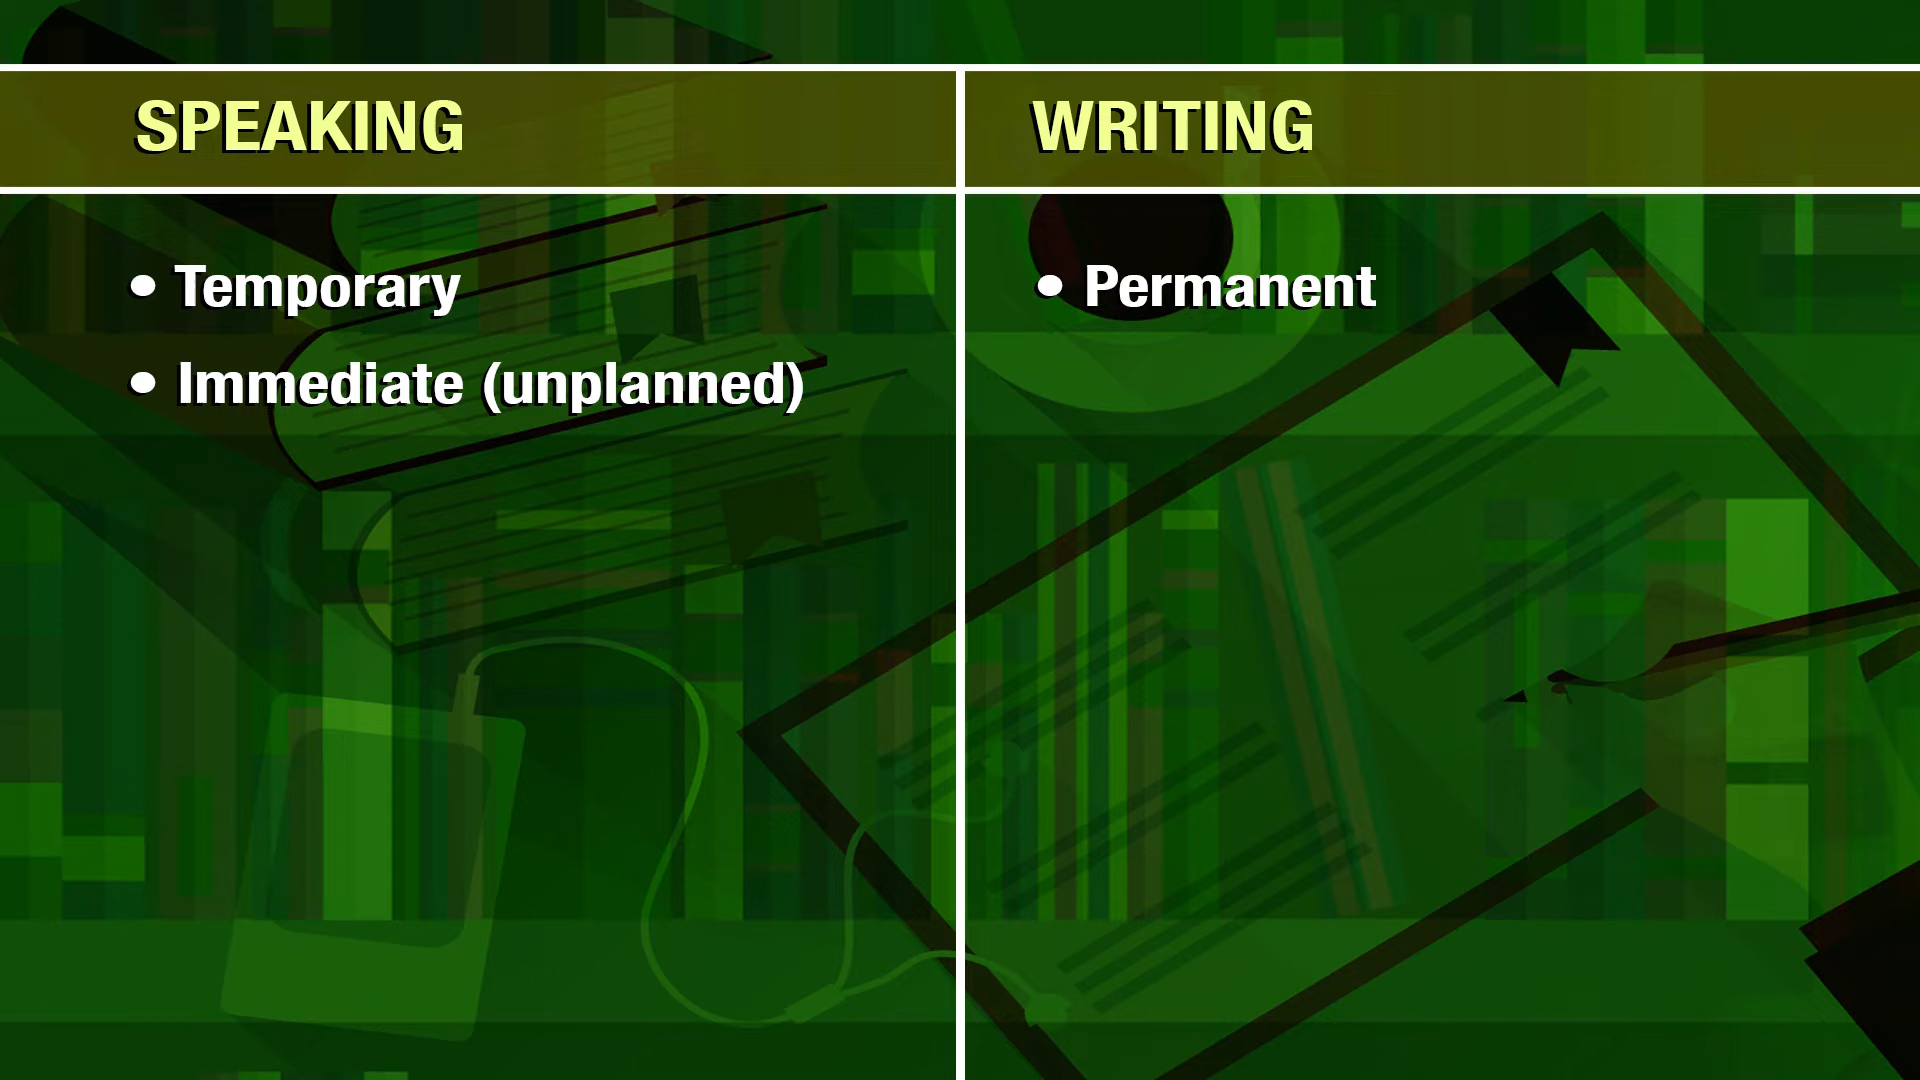 SPEAKING
WRITING
• Temporary
• Permanent
• Immediate (unplanned)